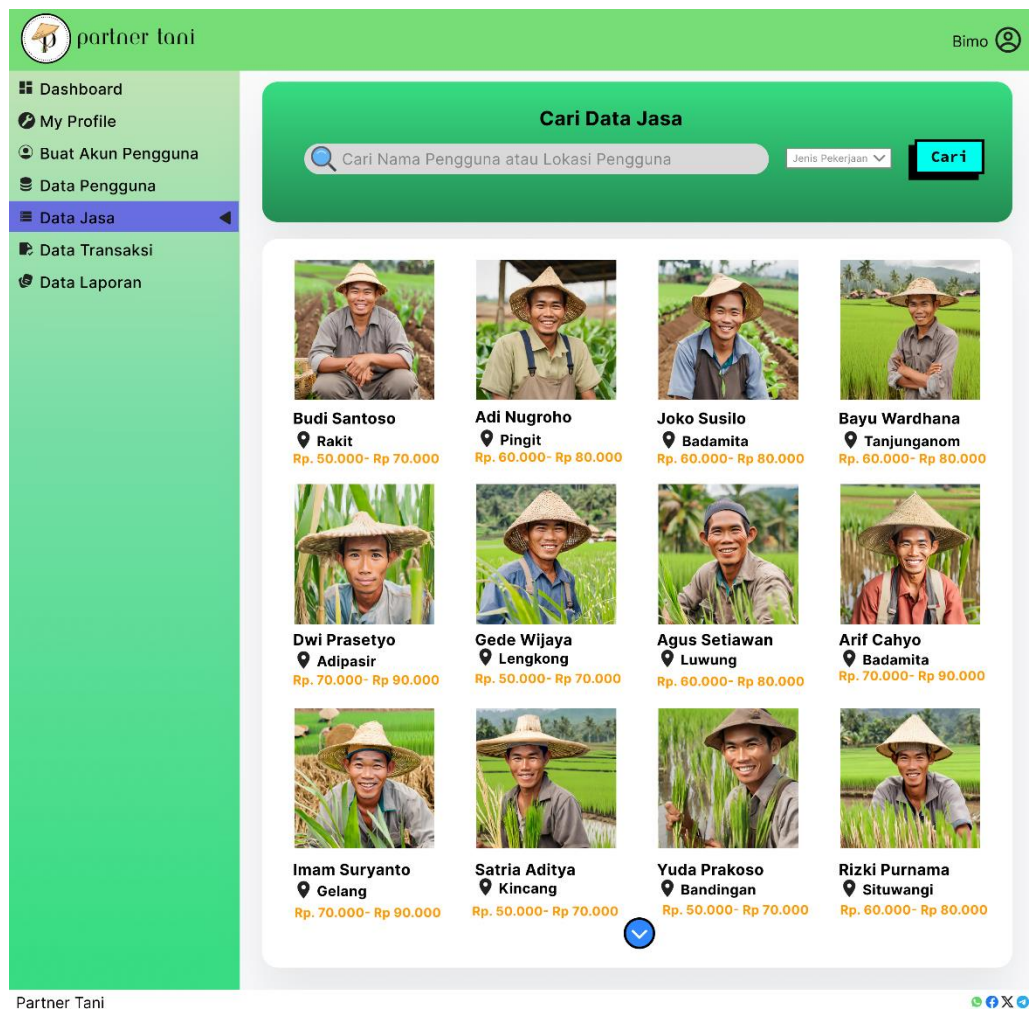 partner tani
Bimo
Dashboard
My Profile
Buat Akun Pengguna
Data Pengguna
Data Jasa
Data Transaksi
Data Laporan
Cari Data Jasa
Cari Nama Pengguna atau Lokasi Pengguna
Jenis Pekerjaan
Cari
Budi Santoso
Rakit
Rp. 50.000- Rp 70.000
Adi Nugroho
Pingit
Rp. 60.000- Rp 80.000
Joko Susilo
Badamita
Rp. 60.000- Rp 80.000
Bayu Wardhana
Tanjunganom
Rp. 60.000- Rp 80.000
Dwi Prasetyo
Adipasir
Rp. 70.000- Rp 90.000
Gede Wijaya
Lengkong
Rp. 50.000- Rp 70.000
Agus Setiawan
Luwung
Rp. 60.000- Rp 80.000
Arif Cahyo
Badamita
Rp. 70.000- Rp 90.000
Imam Suryanto
Gelang
Rp. 70.000- Rp 90.000
Satria Aditya
Kincang
Rp. 50.000- Rp 70.000
Yuda Prakoso
Bandingan
Rp. 50.000- Rp 70.000
Rizki Purnama
Situwangi
Rp. 60.000- Rp 80.000
Partner Tani